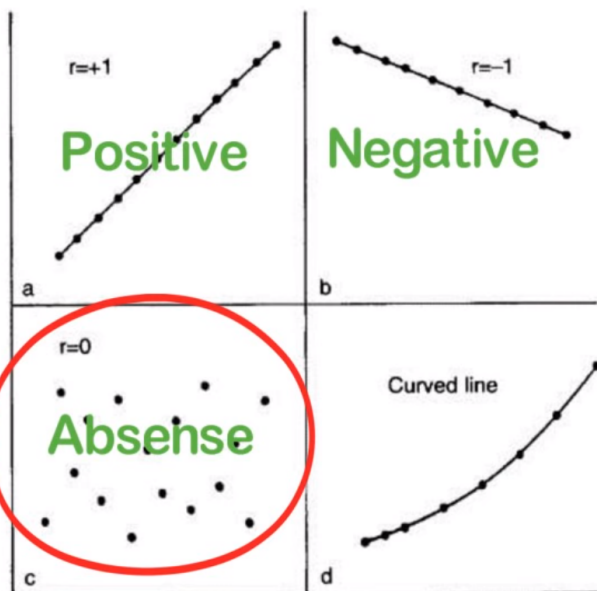 r=+1
Positive
a
r=−1
Negative
b
r=0
Absense
c
Curved line
d